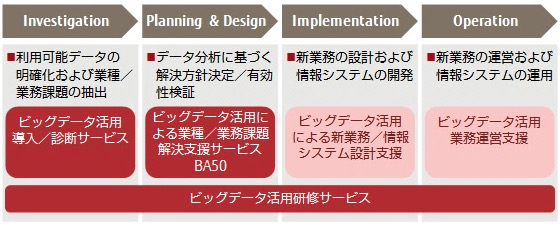 Investigation
Planning & Design
Implementation
Operation
■利用可能データの
明確化および業種／
業務課題の抽出
■データ分析に基づく
解決方針決定／有効
性検証
■新業務の設計および
情報システムの開発
■新業務の運営および
情報システムの運用
ビッグデータ活用
導入／診断サービス
ビッグデータ活用に
よる業種／業務課題
解決支援サービス
BA50
ビッグデータ活用
による新業務／情報
システム設計支援
ビッグデータ活用
業務運営支援
ビッグデータ活用研修サービス